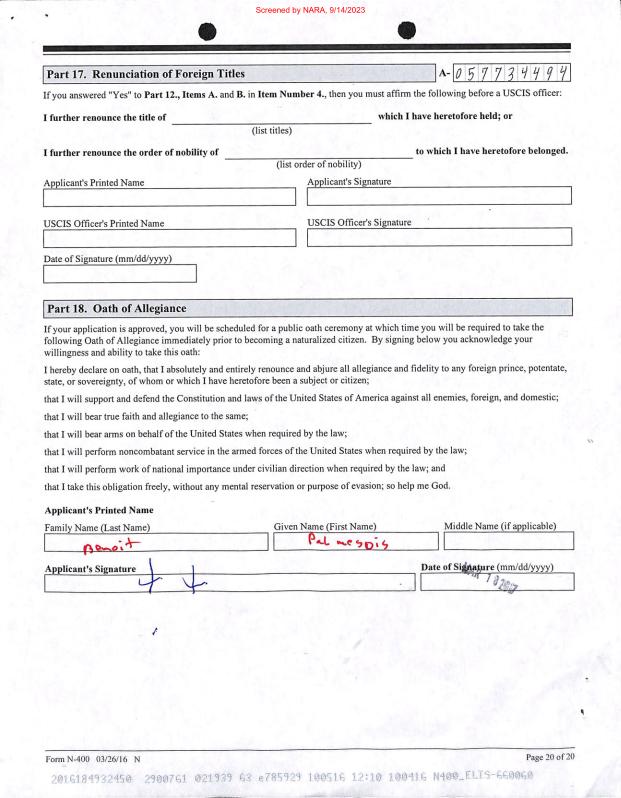 Screened by NARA, 9/14/2023
Part 17. Renunciation of Foreign Titles
A- 057734494
If you answered "Yes" to Part 12., Items A. and B. in Item Number 4., then you must affirm the following before a USCIS officer:
I further renounce the title of which I have heretofore held; or
(list titles)
I further renounce the order of nobility of to which I have heretofore belonged.
(list order of nobility)
Applicant's Printed Name Applicant's Signature
USCIS Officer's Printed Name USCIS Officer's Signature
Date of Signature (mm/dd/yyyy)
Part 18. Oath of Allegiance
If your application is approved, you will be scheduled for a public oath ceremony at which time you will be required to take the
following Oath of Allegiance immediately prior to becoming a naturalized citizen. By signing below you acknowledge your
willingness and ability to take this oath:
I hereby declare on oath, that I absolutely and entirely renounce and abjure all allegiance and fidelity to any foreign prince, potentate,
state, or sovereignty, of whom or which I have heretofore been a subject or citizen;
that I will support and defend the Constitution and laws of the United States of America against all enemies, foreign, and domestic;
that I will bear true faith and allegiance to the same;
that I will bear arms on behalf of the United States when required by the law;
that I will perform noncombatant service in the armed forces of the United States when required by the law;
that I will perform work of national importance under civilian direction when required by the law; and
that I take this obligation freely, without any mental reservation or purpose of evasion; so help me God.
Applicant's Printed Name
Family Name (Last Name) Given Name (First Name) Middle Name (if applicable)
Benoit
Applicant's Signature Date of Signature (mm/dd/yyyy)
MAR 10 2017
Form N-400 03/26/16 N Page 20 of 20
2016184932450 2900761 021939 63 e785929 100516 12:10 100416 N400_ELIS-660060